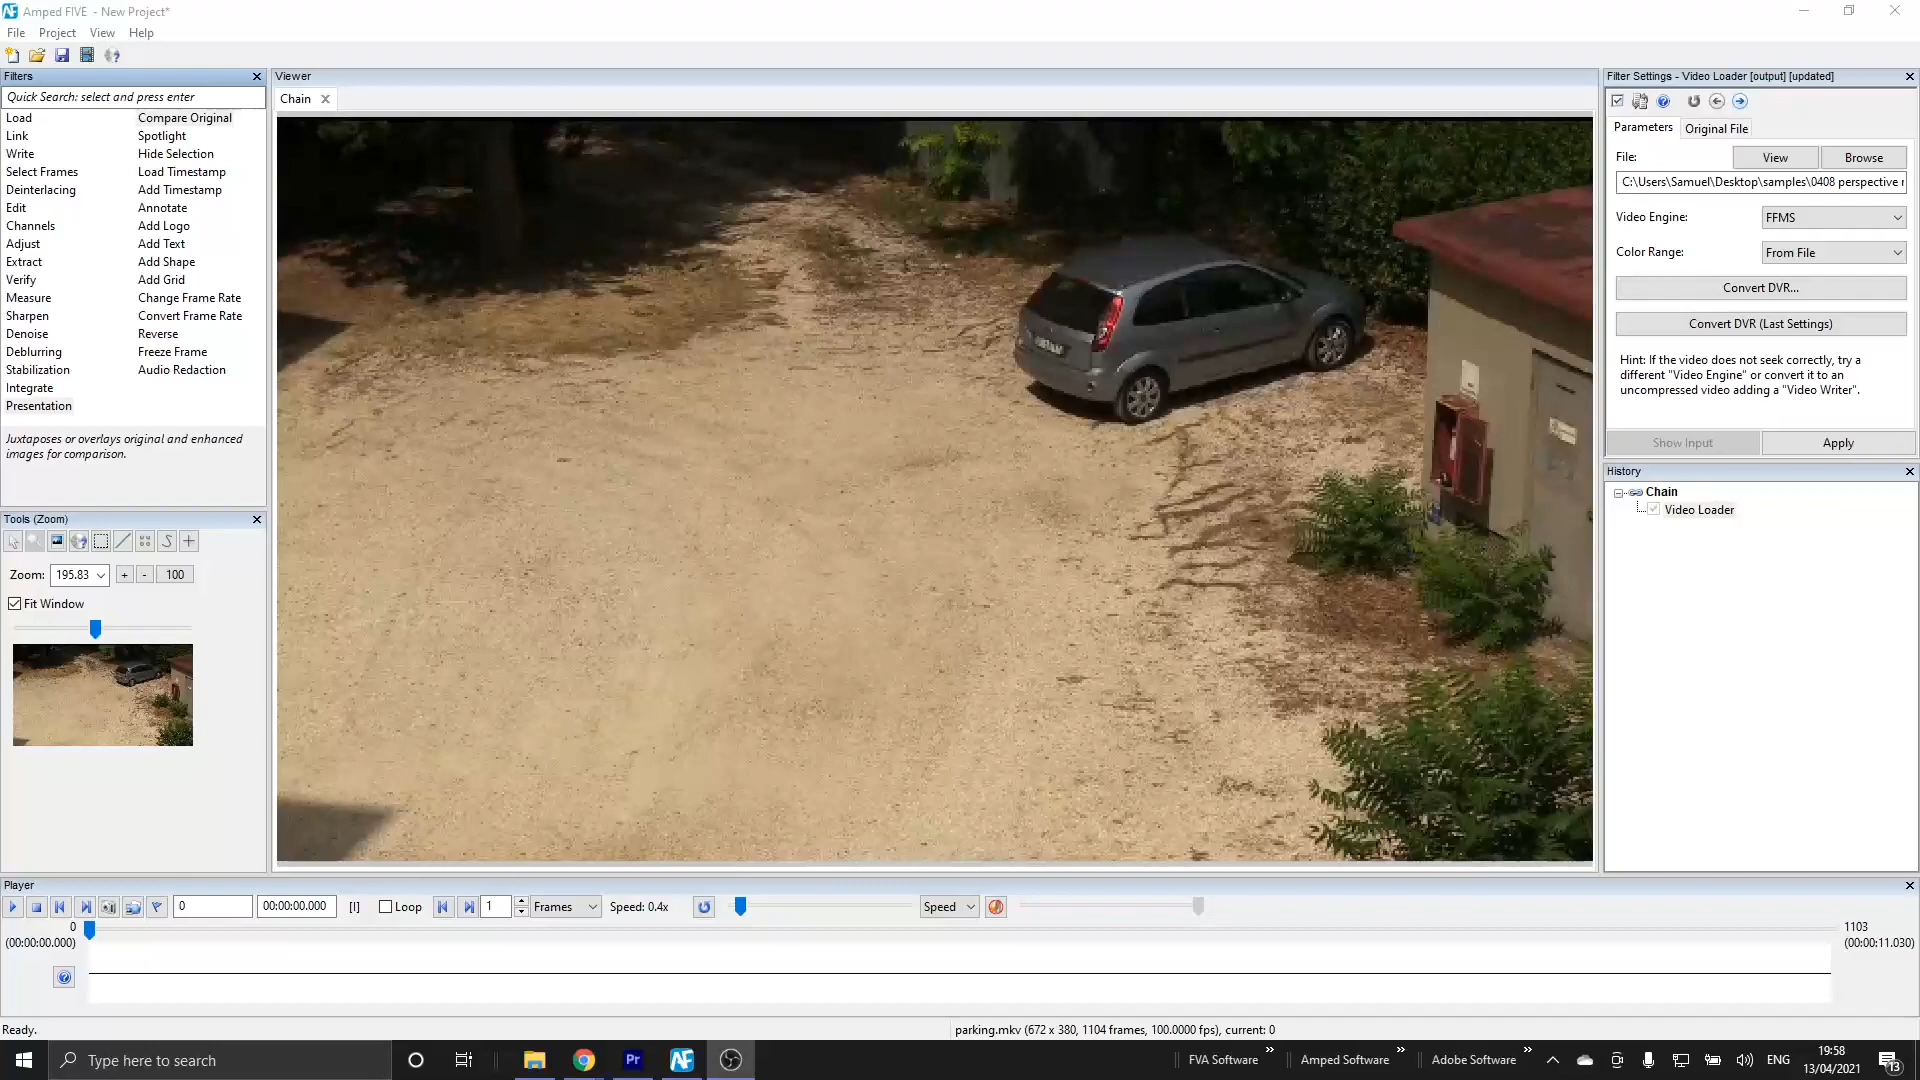 Amped FIVE - New Project*
File Project View Help
Filters
Quick Search: select and press enter
Load Compare Original
Link Spotlight
Write Hide Selection
Select Frames Load Timestamp
Deinterlacing Add Timestamp
Edit Annotate
Channels Add Logo
Adjust Add Text
Extract Add Shape
Verify Add Grid
Measure Change Frame Rate
Sharpen Convert Frame Rate
Denoise Reverse
Deblurring Freeze Frame
Stabilization Audio Redaction
Integrate
Presentation
Juxtaposes or overlays original and enhanced
images for comparison.
Tools (Zoom)
Zoom: 195.83 + - 100
Fit Window
Viewer
Chain
Filter Settings - Video Loader [output] [updated]
Parameters Original File
File: View Browse
C:\Users\Samuel\Desktop\samples\0408 perspective
Video Engine: FFMS
Color Range: From File
Convert DVR...
Convert DVR (Last Settings)
Hint: If the video does not seek correctly, try a
different "Video Engine" or convert it to an
uncompressed video adding a "Video Writer".
Show Input Apply
History
Chain
Video Loader
Player
0 00:00:00.000 [I] Loop 1 Frames Speed: 0.4x Speed
0 1103
(00:00:00.000) (00:00:11.030)
Ready. parking.mkv (672 x 380, 1104 frames, 100.0000 fps), current: 0
Type here to search Pr FVA Software Amped Software Adobe Software ENG 19:58
13/04/2021 13